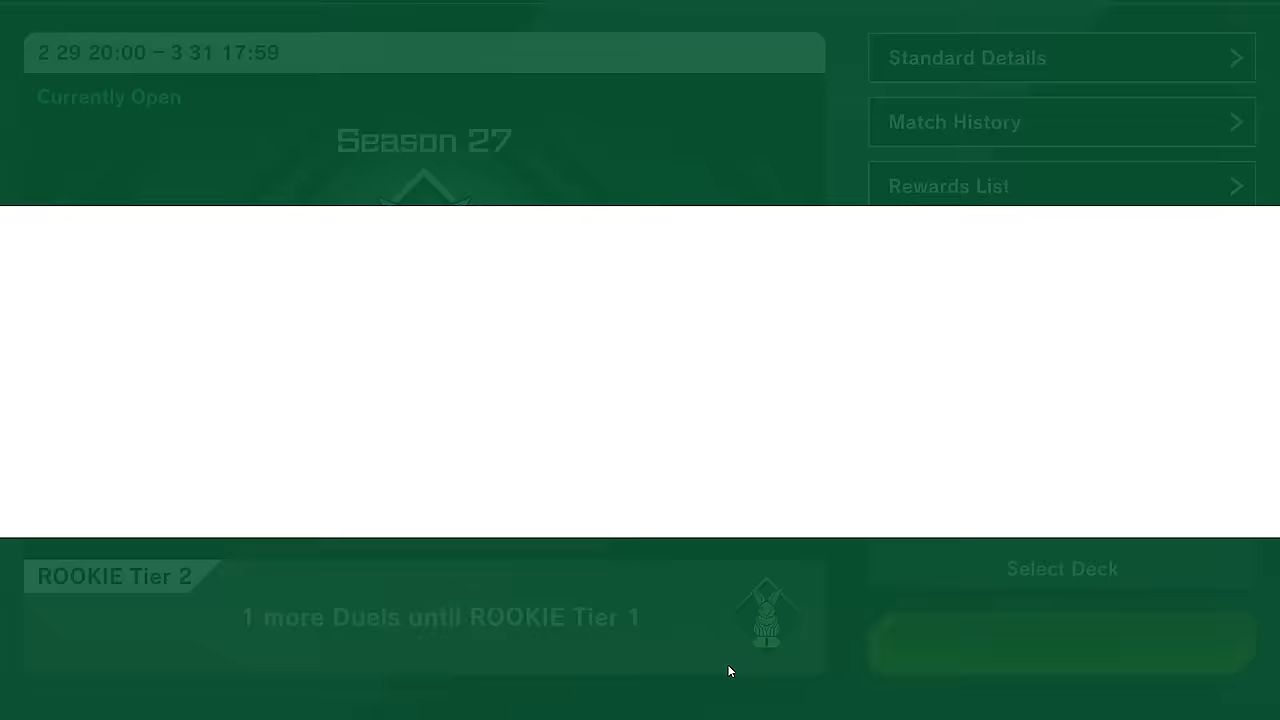 2 29 20:00 – 3 31 17:59
Currently Open
Season 27
Standard Details
Match History
Rewards List
ROOKIE Tier 2
1 more Duels until ROOKIE Tier 1
Select Deck